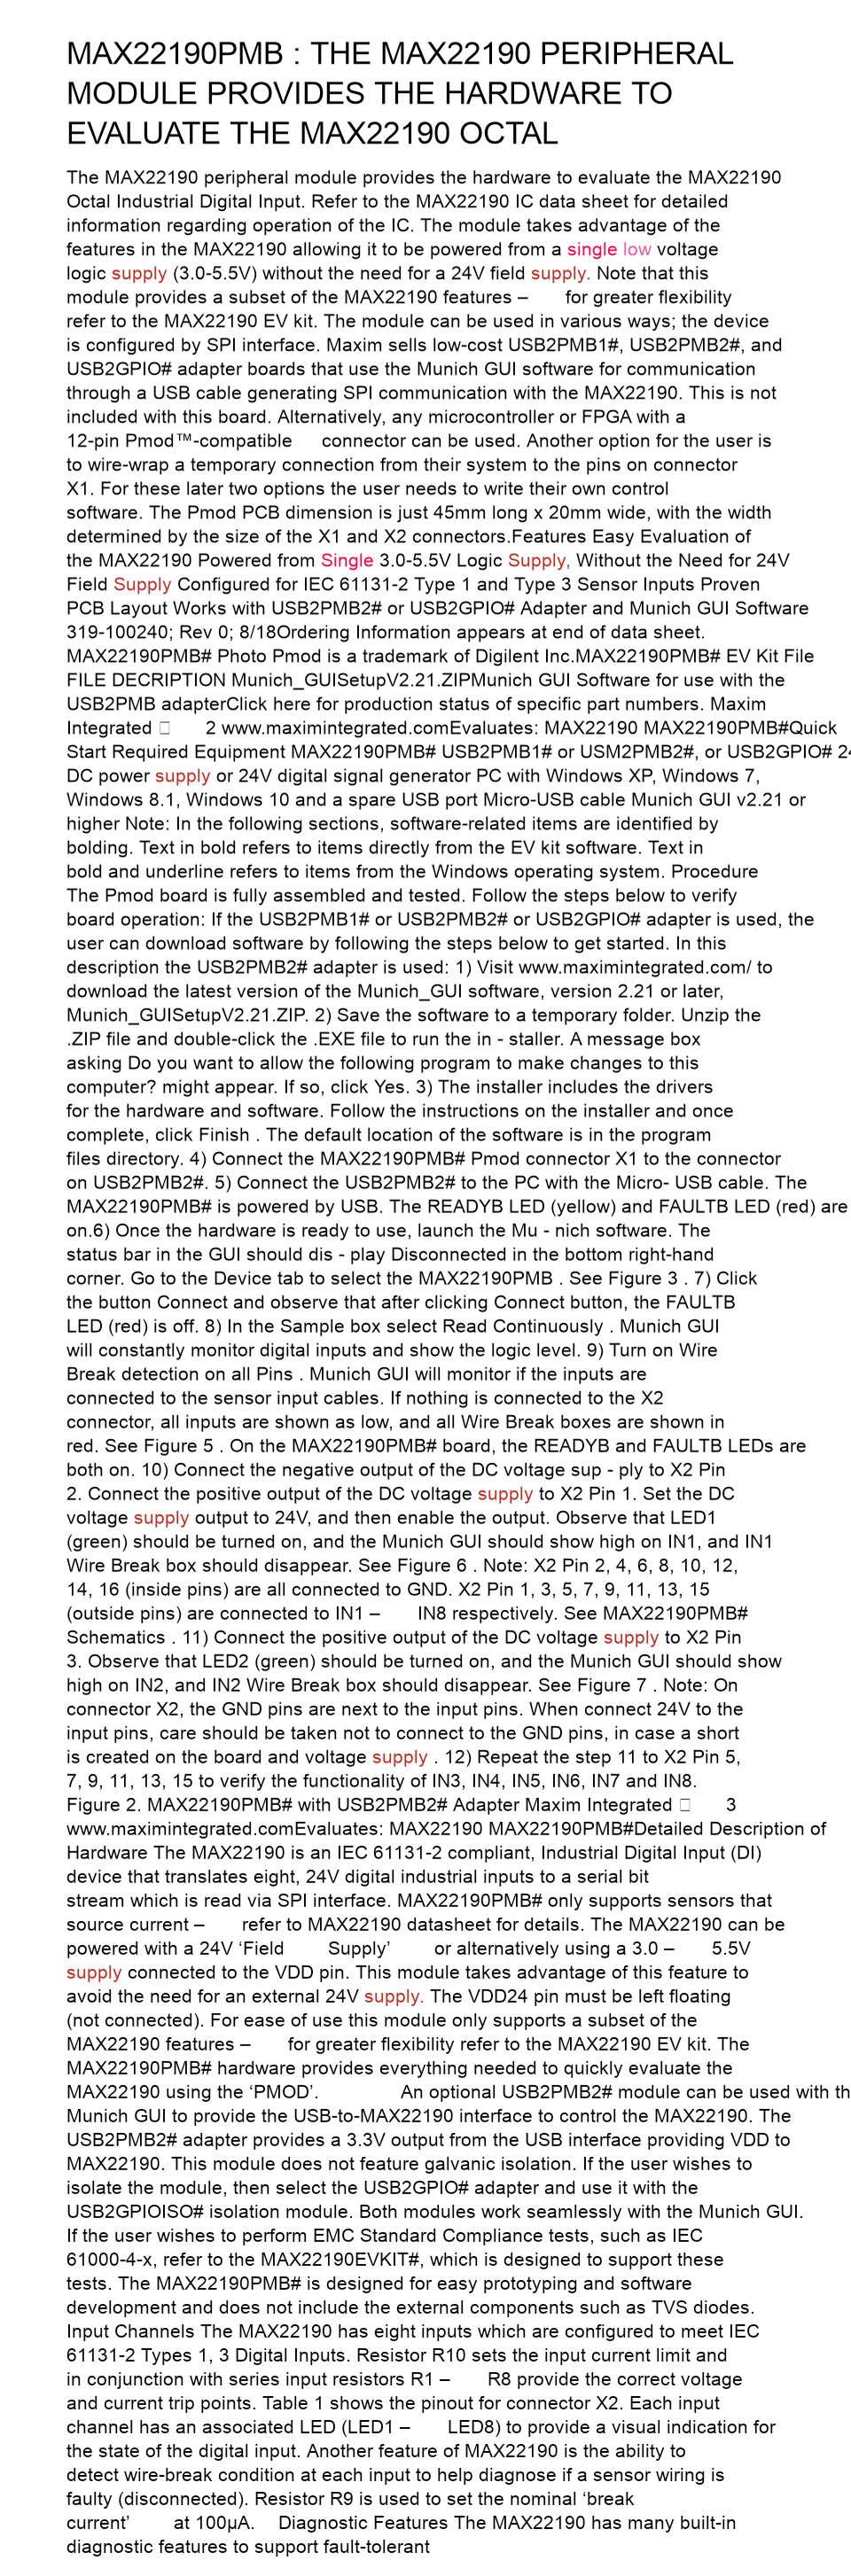 MAX22190PMB : THE MAX22190 PERIPHERAL
MODULE PROVIDES THE HARDWARE TO
EVALUATE THE MAX22190 OCTAL
The MAX22190 peripheral module provides the hardware to evaluate the MAX22190
Octal Industrial Digital Input. Refer to the MAX22190 IC data sheet for detailed
information regarding operation of the IC. The module takes advantage of the
features in the MAX22190 allowing it to be powered from a single low voltage
logic supply (3.0-5.5V) without the need for a 24V field supply. Note that this
module provides a subset of the MAX22190 features – for greater flexibility
refer to the MAX22190 EV kit. The module can be used in various ways; the device
is configured by SPI interface. Maxim sells low-cost USB2PMB1#, USB2PMB2#, and
USB2GPIO# adapter boards that use the Munich GUI software for communication
through a USB cable generating SPI communication with the MAX22190. This is not
included with this board. Alternatively, any microcontroller or FPGA with a
12-pin Pmod™-compatible connector can be used. Another option for the user is
to wire-wrap a temporary connection from their system to the pins on connector
X1. For these later two options the user needs to write their own control
software. The Pmod PCB dimension is just 45mm long x 20mm wide, with the width
determined by the size of the X1 and X2 connectors.Features Easy Evaluation of
the MAX22190 Powered from Single 3.0-5.5V Logic Supply, Without the Need for 24V
Field Supply Configured for IEC 61131-2 Type 1 and Type 3 Sensor Inputs Proven
PCB Layout Works with USB2PMB2# or USB2GPIO# Adapter and Munich GUI Software
319-100240; Rev 0; 8/18Ordering Information appears at end of data sheet.
MAX22190PMB# Photo Pmod is a trademark of Digilent Inc.MAX22190PMB# EV Kit File
FILE DECRIPTION Munich_GUISetupV2.21.ZIPMunich GUI Software for use with the
USB2PMB adapterClick here for production status of specific part numbers. Maxim
Integrated 2 www.maximintegrated.comEvaluates: MAX22190 MAX22190PMB#Quick
Start Required Equipment MAX22190PMB# USB2PMB1# or USM2PMB2#, or USB2GPIO#
DC power supply or 24V digital signal generator PC with Windows XP, Windows 7,
Windows 8.1, Windows 10 and a spare USB port Micro-USB cable Munich GUI v2.21 or
higher Note: In the following sections, software-related items are identified by
bolding. Text in bold refers to items directly from the EV kit software. Text in
bold and underline refers to items from the Windows operating system. Procedure
The Pmod board is fully assembled and tested. Follow the steps below to verify
board operation: If the USB2PMB1# or USB2PMB2# or USB2GPIO# adapter is used, the
user can download software by following the steps below to get started. In this
description the USB2PMB2# adapter is used: 1) Visit www.maximintegrated.com/ to
download the latest version of the Munich_GUI software, version 2.21 or later,
Munich_GUISetupV2.21.ZIP. 2) Save the software to a temporary folder. Unzip the
.ZIP file and double-click the .EXE file to run the in - staller. A message box
asking Do you want to allow the following program to make changes to this
computer? might appear. If so, click Yes. 3) The installer includes the drivers
for the hardware and software. Follow the instructions on the installer and once
complete, click Finish . The default location of the software is in the program
files directory. 4) Connect the MAX22190PMB# Pmod connector X1 to the connector
on USB2PMB2#. 5) Connect the USB2PMB2# to the PC with the Micro- USB cable. The
MAX22190PMB# is powered by USB. The READYB LED (yellow) and FAULTB LED (red) are
on.6) Once the hardware is ready to use, launch the Mu - nich software. The
status bar in the GUI should dis - play Disconnected in the bottom right-hand
corner. Go to the Device tab to select the MAX22190PMB . See Figure 3 . 7) Click
the button Connect and observe that after clicking Connect button, the FAULTB
LED (red) is off. 8) In the Sample box select Read Continuously . Munich GUI
will constantly monitor digital inputs and show the logic level. 9) Turn on Wire
Break detection on all Pins . Munich GUI will monitor if the inputs are
connected to the sensor input cables. If nothing is connected to the X2
connector, all inputs are shown as low, and all Wire Break boxes are shown in
red. See Figure 5 . On the MAX22190PMB# board, the READYB and FAULTB LEDs are
both on. 10) Connect the negative output of the DC voltage sup - ply to X2 Pin
2. Connect the positive output of the DC voltage supply to X2 Pin 1. Set the DC
voltage supply output to 24V, and then enable the output. Observe that LED1
(green) should be turned on, and the Munich GUI should show high on IN1, and IN1
Wire Break box should disappear. See Figure 6 . Note: X2 Pin 2, 4, 6, 8, 10, 12,
14, 16 (inside pins) are all connected to GND. X2 Pin 1, 3, 5, 7, 9, 11, 13, 15
(outside pins) are connected to IN1 – IN8 respectively. See MAX22190PMB#
Schematics . 11) Connect the positive output of the DC voltage supply to X2 Pin
3. Observe that LED2 (green) should be turned on, and the Munich GUI should show
high on IN2, and IN2 Wire Break box should disappear. See Figure 7 . Note: On
connector X2, the GND pins are next to the input pins. When connect 24V to the
input pins, care should be taken not to connect to the GND pins, in case a short
is created on the board and voltage supply . 12) Repeat the step 11 to X2 Pin 5,
7, 9, 11, 13, 15 to verify the functionality of IN3, IN4, IN5, IN6, IN7 and IN8.
Figure 2. MAX22190PMB# with USB2PMB2# Adapter Maxim Integrated 3
www.maximintegrated.comEvaluates: MAX22190 MAX22190PMB#Detailed Description of
Hardware The MAX22190 is an IEC 61131-2 compliant, Industrial Digital Input (DI)
device that translates eight, 24V digital industrial inputs to a serial bit
stream which is read via SPI interface. MAX22190PMB# only supports sensors that
source current – refer to MAX22190 datasheet for details. The MAX22190 can be
powered with a 24V ‘Field Supply’ or alternatively using a 3.0 – 5.5V
supply connected to the VDD pin. This module takes advantage of this feature to
avoid the need for an external 24V supply. The VDD24 pin must be left floating
(not connected). For ease of use this module only supports a subset of the
MAX22190 features – for greater flexibility refer to the MAX22190 EV kit. The
MAX22190PMB# hardware provides everything needed to quickly evaluate the
MAX22190 using the ‘PMOD’. An optional USB2PMB2# module can be used with
Munich GUI to provide the USB-to-MAX22190 interface to control the MAX22190. The
USB2PMB2# adapter provides a 3.3V output from the USB interface providing VDD to
MAX22190. This module does not feature galvanic isolation. If the user wishes to
isolate the module, then select the USB2GPIO# adapter and use it with the
USB2GPIOISO# isolation module. Both modules work seamlessly with the Munich GUI.
If the user wishes to perform EMC Standard Compliance tests, such as IEC
61000-4-x, refer to the MAX22190EVKIT#, which is designed to support these
tests. The MAX22190PMB# is designed for easy prototyping and software
development and does not include the external components such as TVS diodes.
Input Channels The MAX22190 has eight inputs which are configured to meet IEC
61131-2 Types 1, 3 Digital Inputs. Resistor R10 sets the input current limit and
in conjunction with series input resistors R1 – R8 provide the correct voltage
and current trip points. Table 1 shows the pinout for connector X2. Each input
channel has an associated LED (LED1 – LED8) to provide a visual indication for
the state of the digital input. Another feature of MAX22190 is the ability to
detect wire-break condition at each input to help diagnose if a sensor wiring is
faulty (disconnected). Resistor R9 is used to set the nominal ‘break
current’ at 100μA. Diagnostic Features The MAX22190 has many built-in
diagnostic features to support fault-tolerant